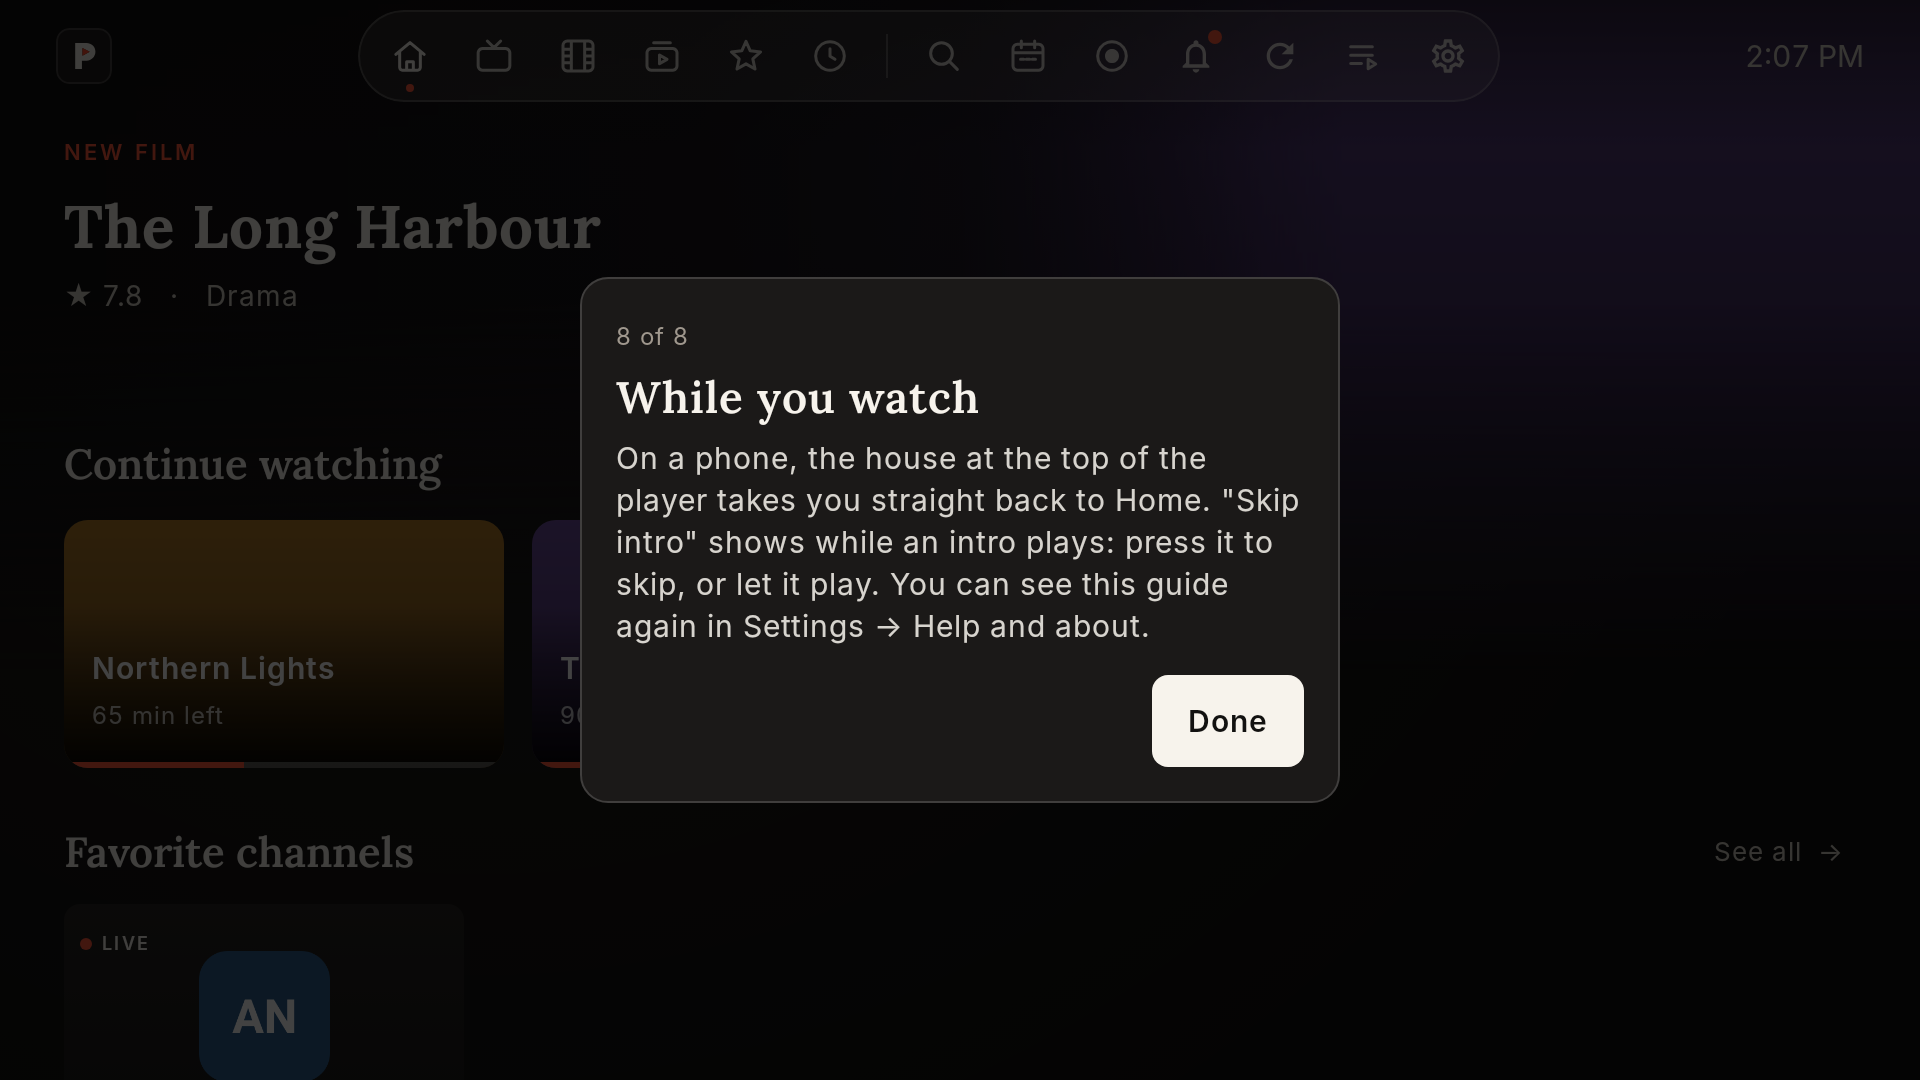 P
2:07 PM
NEW FILM
The Long Harbour
★ 7.8 · Drama
8 of 8
While you watch
On a phone, the house at the top of the
player takes you straight back to Home. "Skip
intro" shows while an intro plays: press it to
skip, or let it play. You can see this guide
again in Settings → Help and about.
Done
Continue watching
Northern Lights
65 min left
Favorite channels
See all →
LIVE
AN